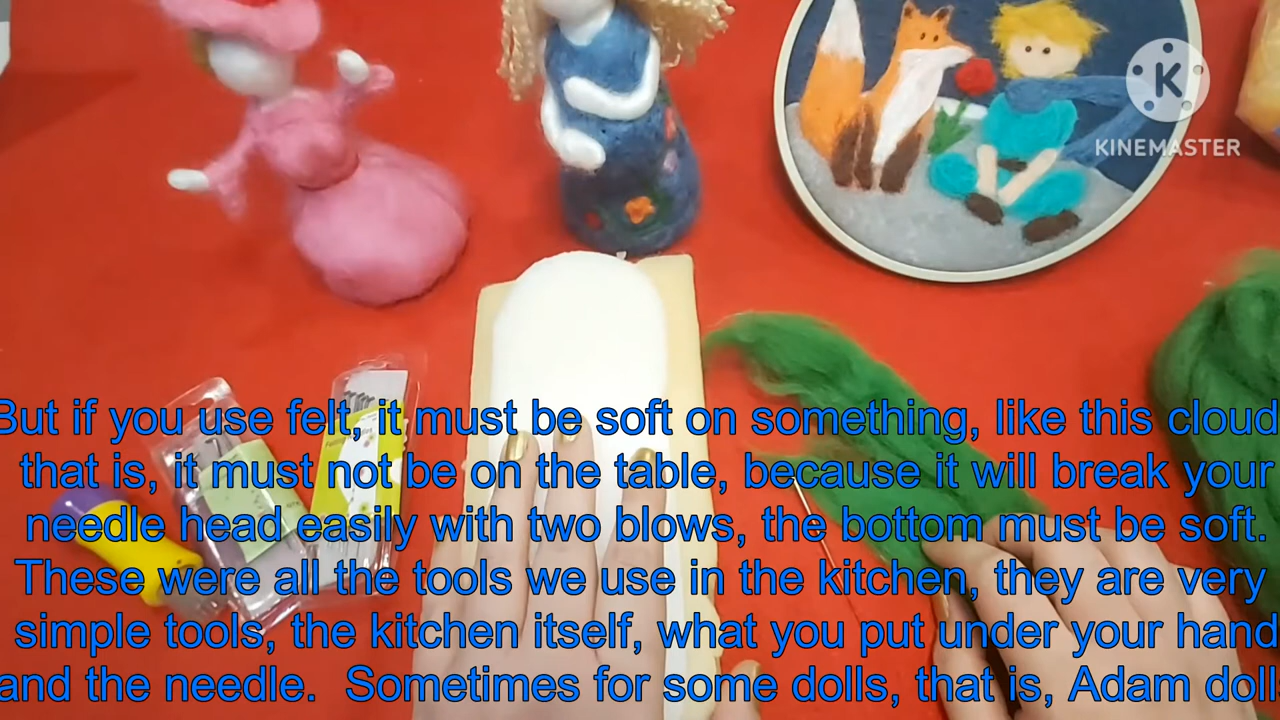 KINEMASTER
But if you use felt, it must be soft on something, like this cloud
that is, it must not be on the table, because it will break your
needle head easily with two blows, the bottom must be soft.
These were all the tools we use in the kitchen, they are very
simple tools, the kitchen itself, what you put under your hand
and the needle. Sometimes for some dolls, that is, Adam doll